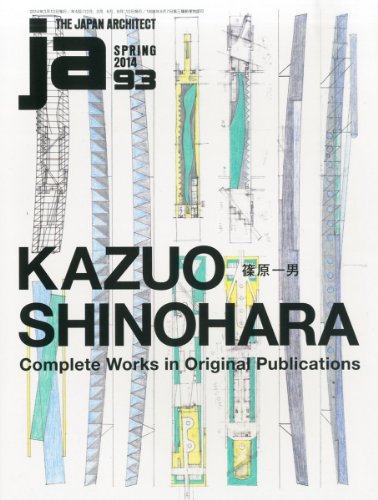 THE JAPAN ARCHITECT
ja
SPRING
2014
93
KAZUO
篠原一男
SHINOHARA
Complete Works in Original Publications